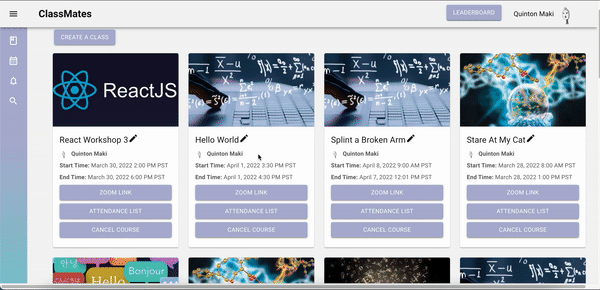 ClassMates
LEADERBOARD
Quinton Maki
CREATE A CLASS
ReactJS
React Workshop 3
Quinton Maki
Start Time: March 30, 2022 2:00 PM PST
End Time: March 30, 2022 6:00 PM PST
ZOOM LINK
ATTENDANCE LIST
CANCEL COURSE
Hello World
Quinton Maki
Start Time: April 1, 2022 3:30 PM PST
End Time: April 1, 2022 4:30 PM PST
ZOOM LINK
ATTENDANCE LIST
CANCEL COURSE
Splint a Broken Arm
Quinton Maki
Start Time: April 8, 2022 9:00 AM PST
End Time: April 7, 2022 12:01 PM PST
ZOOM LINK
ATTENDANCE LIST
CANCEL COURSE
Stare At My Cat
Quinton Maki
Start Time: March 28, 2022 8:00 AM PST
End Time: March 28, 2022 1:00 PM PST
ZOOM LINK
ATTENDANCE LIST
CANCEL COURSE
Hello
Bonjour